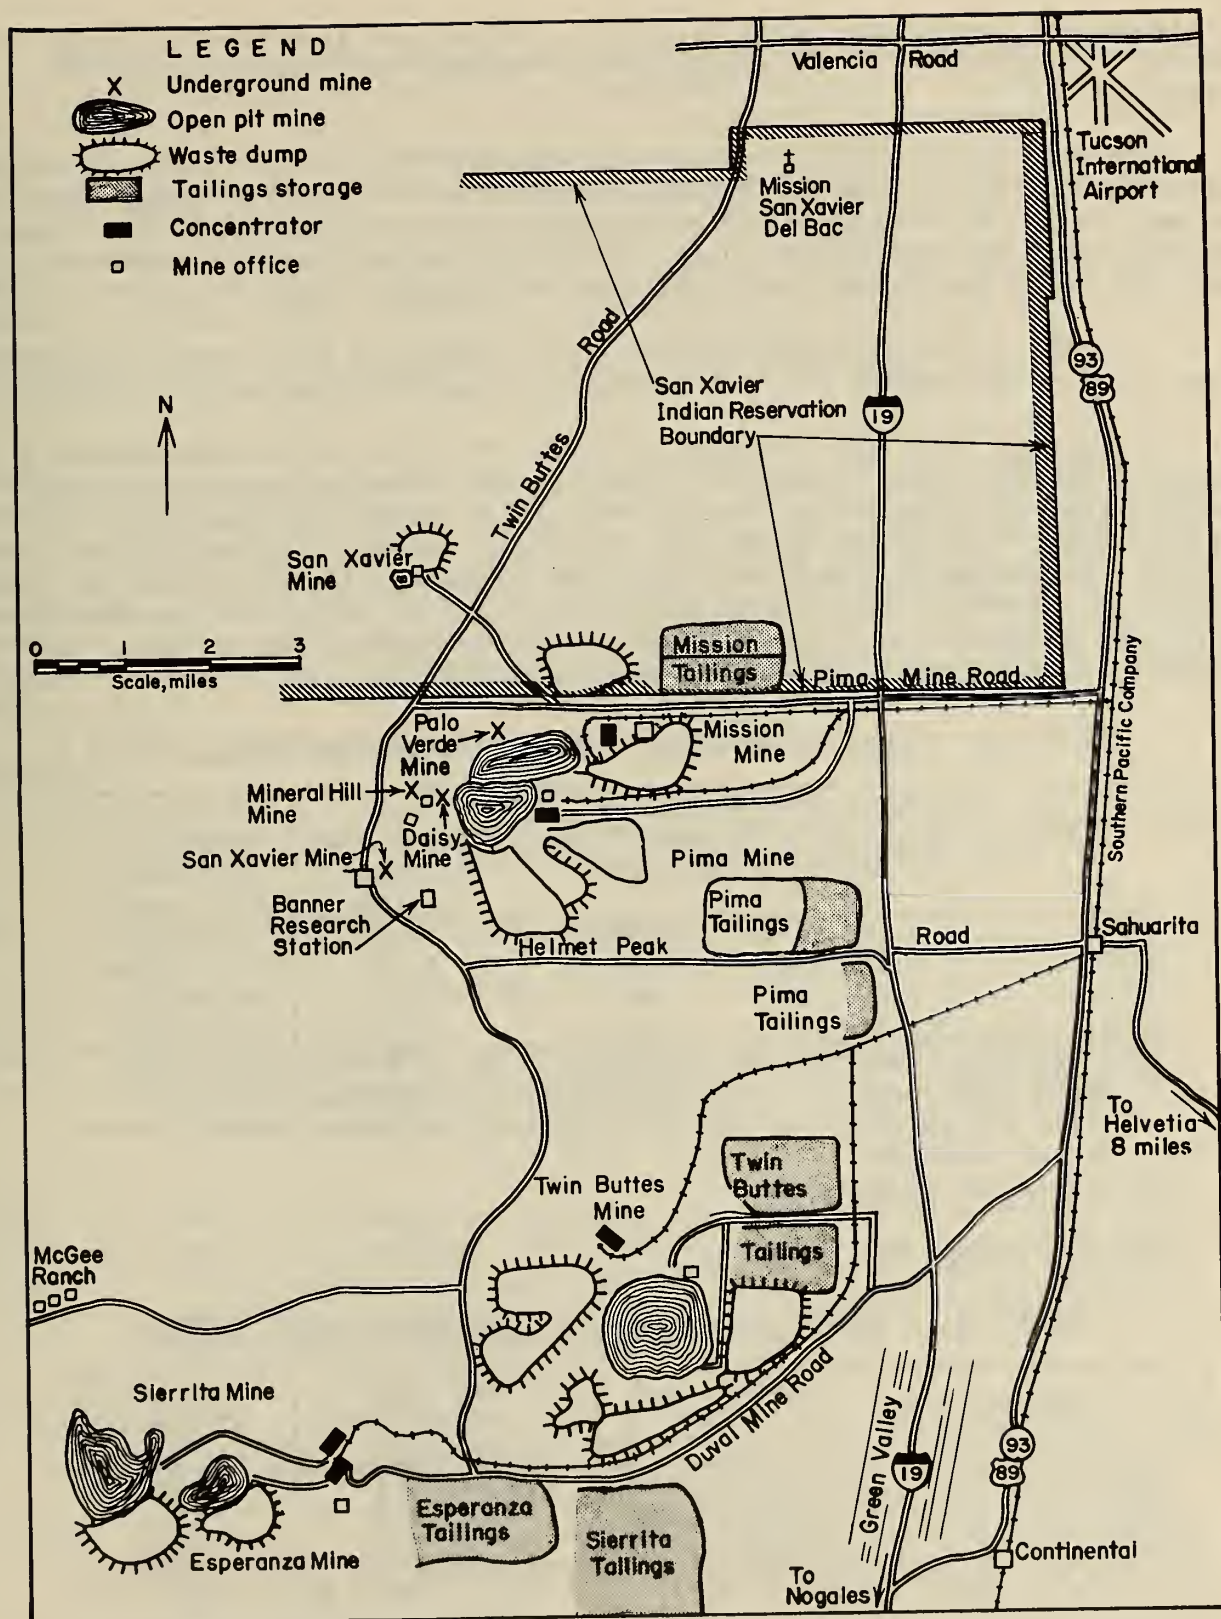 LEGEND
X Underground mine
Open pit mine
Waste dump
Tailings storage
Concentrator
Mine office
Valencia Road
Tucson
International
Airport
Mission
San Xavier
Del Bac
Road
93
89
San Xavier
Indian Reservation
Boundary
19
N
Twin Buttes
San Xavier
Mine
0 1 2 3
Scale, miles
Mission
Tailings
Pima Mine Road
Southern Pacific Company
Palo
Verde
Mine
Mission
Mine
Mineral Hill
Mine
Daisy
Mine
San Xavier Mine
Pima Mine
Banner
Research
Station
Pima
Tailings
Helmet Peak Road
Sahuarita
Pima
Tailings
To
Helvetia
8 miles
Twin
Buttes
Twin Buttes
Mine
Tailings
McGee
Ranch
Sierrita Mine
Duval Mine Road
Green Valley
93
89
19
Esperanza
Tailings
Sierrita
Tailings
Esperanza Mine
Continental
To
Nogales